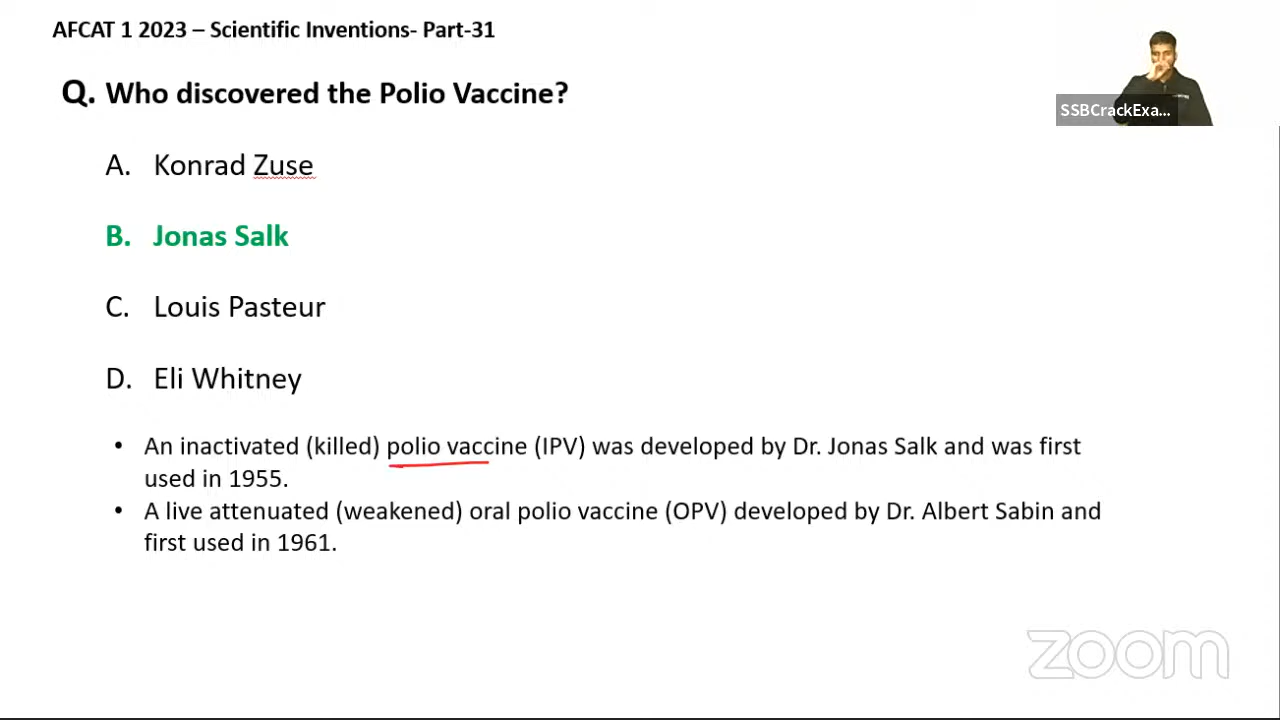 AFCAT 1 2023 – Scientific Inventions- Part-31
Q. Who discovered the Polio Vaccine?
SSBCrackExa...
A. Konrad Zuse
B. Jonas Salk
C. Louis Pasteur
D. Eli Whitney
• An inactivated (killed) polio vaccine (IPV) was developed by Dr. Jonas Salk and was first
used in 1955.
• A live attenuated (weakened) oral polio vaccine (OPV) developed by Dr. Albert Sabin and
first used in 1961.
zoom